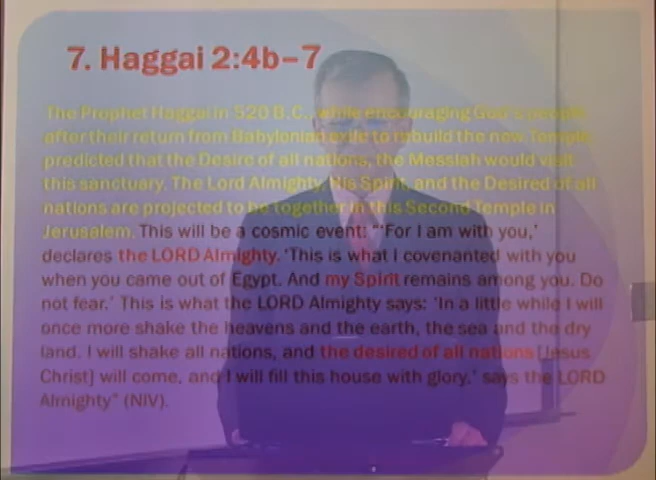 7. Haggai 2:4b–7
The Prophet Haggai in 520 B.C., while encouraging God's people
after their return from Babylonian exile to rebuild the new Temple
predicted that the Desire of all nations, the Messiah would visit
this sanctuary. The Lord Almighty, His Spirit, and the Desired of all
nations are projected to be together in this Second Temple in
Jerusalem. This will be a cosmic event: "'For I am with you,'
declares the LORD Almighty. 'This is what I covenanted with you
when you came out of Egypt. And my Spirit remains among you. Do
not fear.' This is what the LORD Almighty says: 'In a little while I will
once more shake the heavens and the earth, the sea and the dry
land. I will shake all nations, and the desired of all nations [Jesus
Christ] will come, and I will fill this house with glory,' says the LORD
Almighty" (NIV).